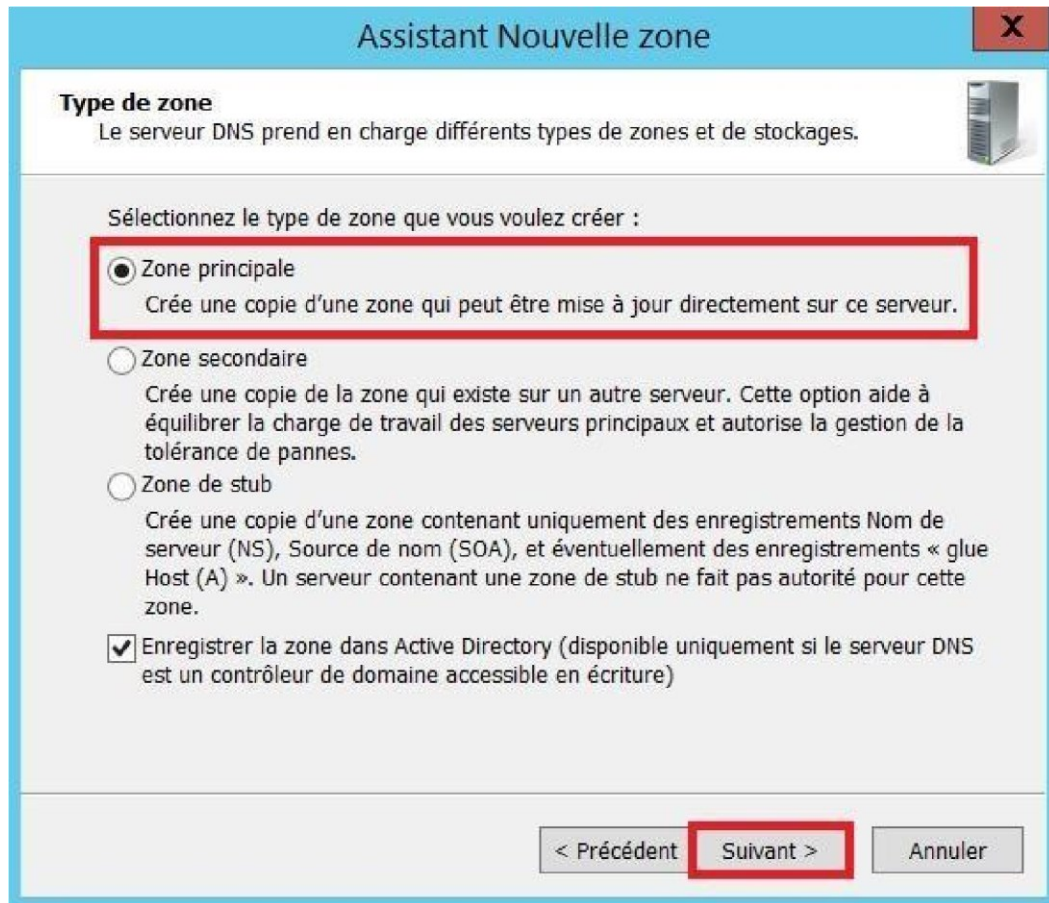 Assistant Nouvelle zone
X
Type de zone
Le serveur DNS prend en charge différents types de zones et de stockages.
Sélectionnez le type de zone que vous voulez créer :
Zone principale
Crée une copie d’une zone qui peut être mise à jour directement sur ce serveur.
Zone secondaire
Crée une copie de la zone qui existe sur un autre serveur. Cette option aide à
équilibrer la charge de travail des serveurs principaux et autorise la gestion de la
tolérance de pannes.
Zone de stub
Crée une copie d’une zone contenant uniquement des enregistrements Nom de
serveur (NS), Source de nom (SOA), et éventuellement des enregistrements « glue
Host (A) ». Un serveur contenant une zone de stub ne fait pas autorité pour cette
zone.
Enregistrer la zone dans Active Directory (disponible uniquement si le serveur DNS
est un contrôleur de domaine accessible en écriture)
< Précédent
Suivant >
Annuler